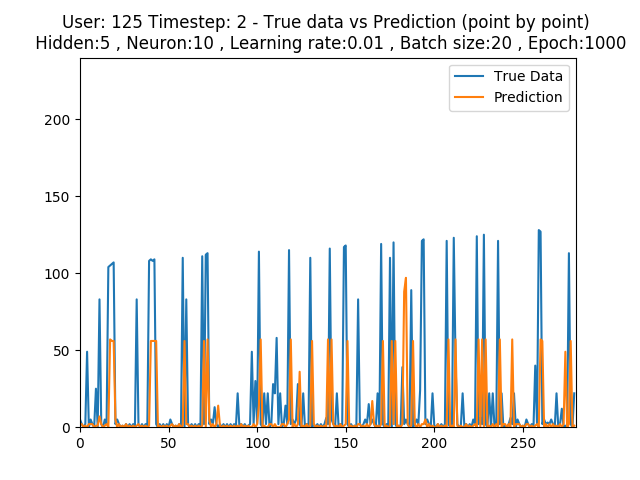 User: 125 Timestep: 2 - True data vs Prediction (point by point)
Hidden:5 , Neuron:10 , Learning rate:0.01 , Batch size:20 , Epoch:1000
True Data
Prediction
200
150
100
50
0
0 50 100 150 200 250